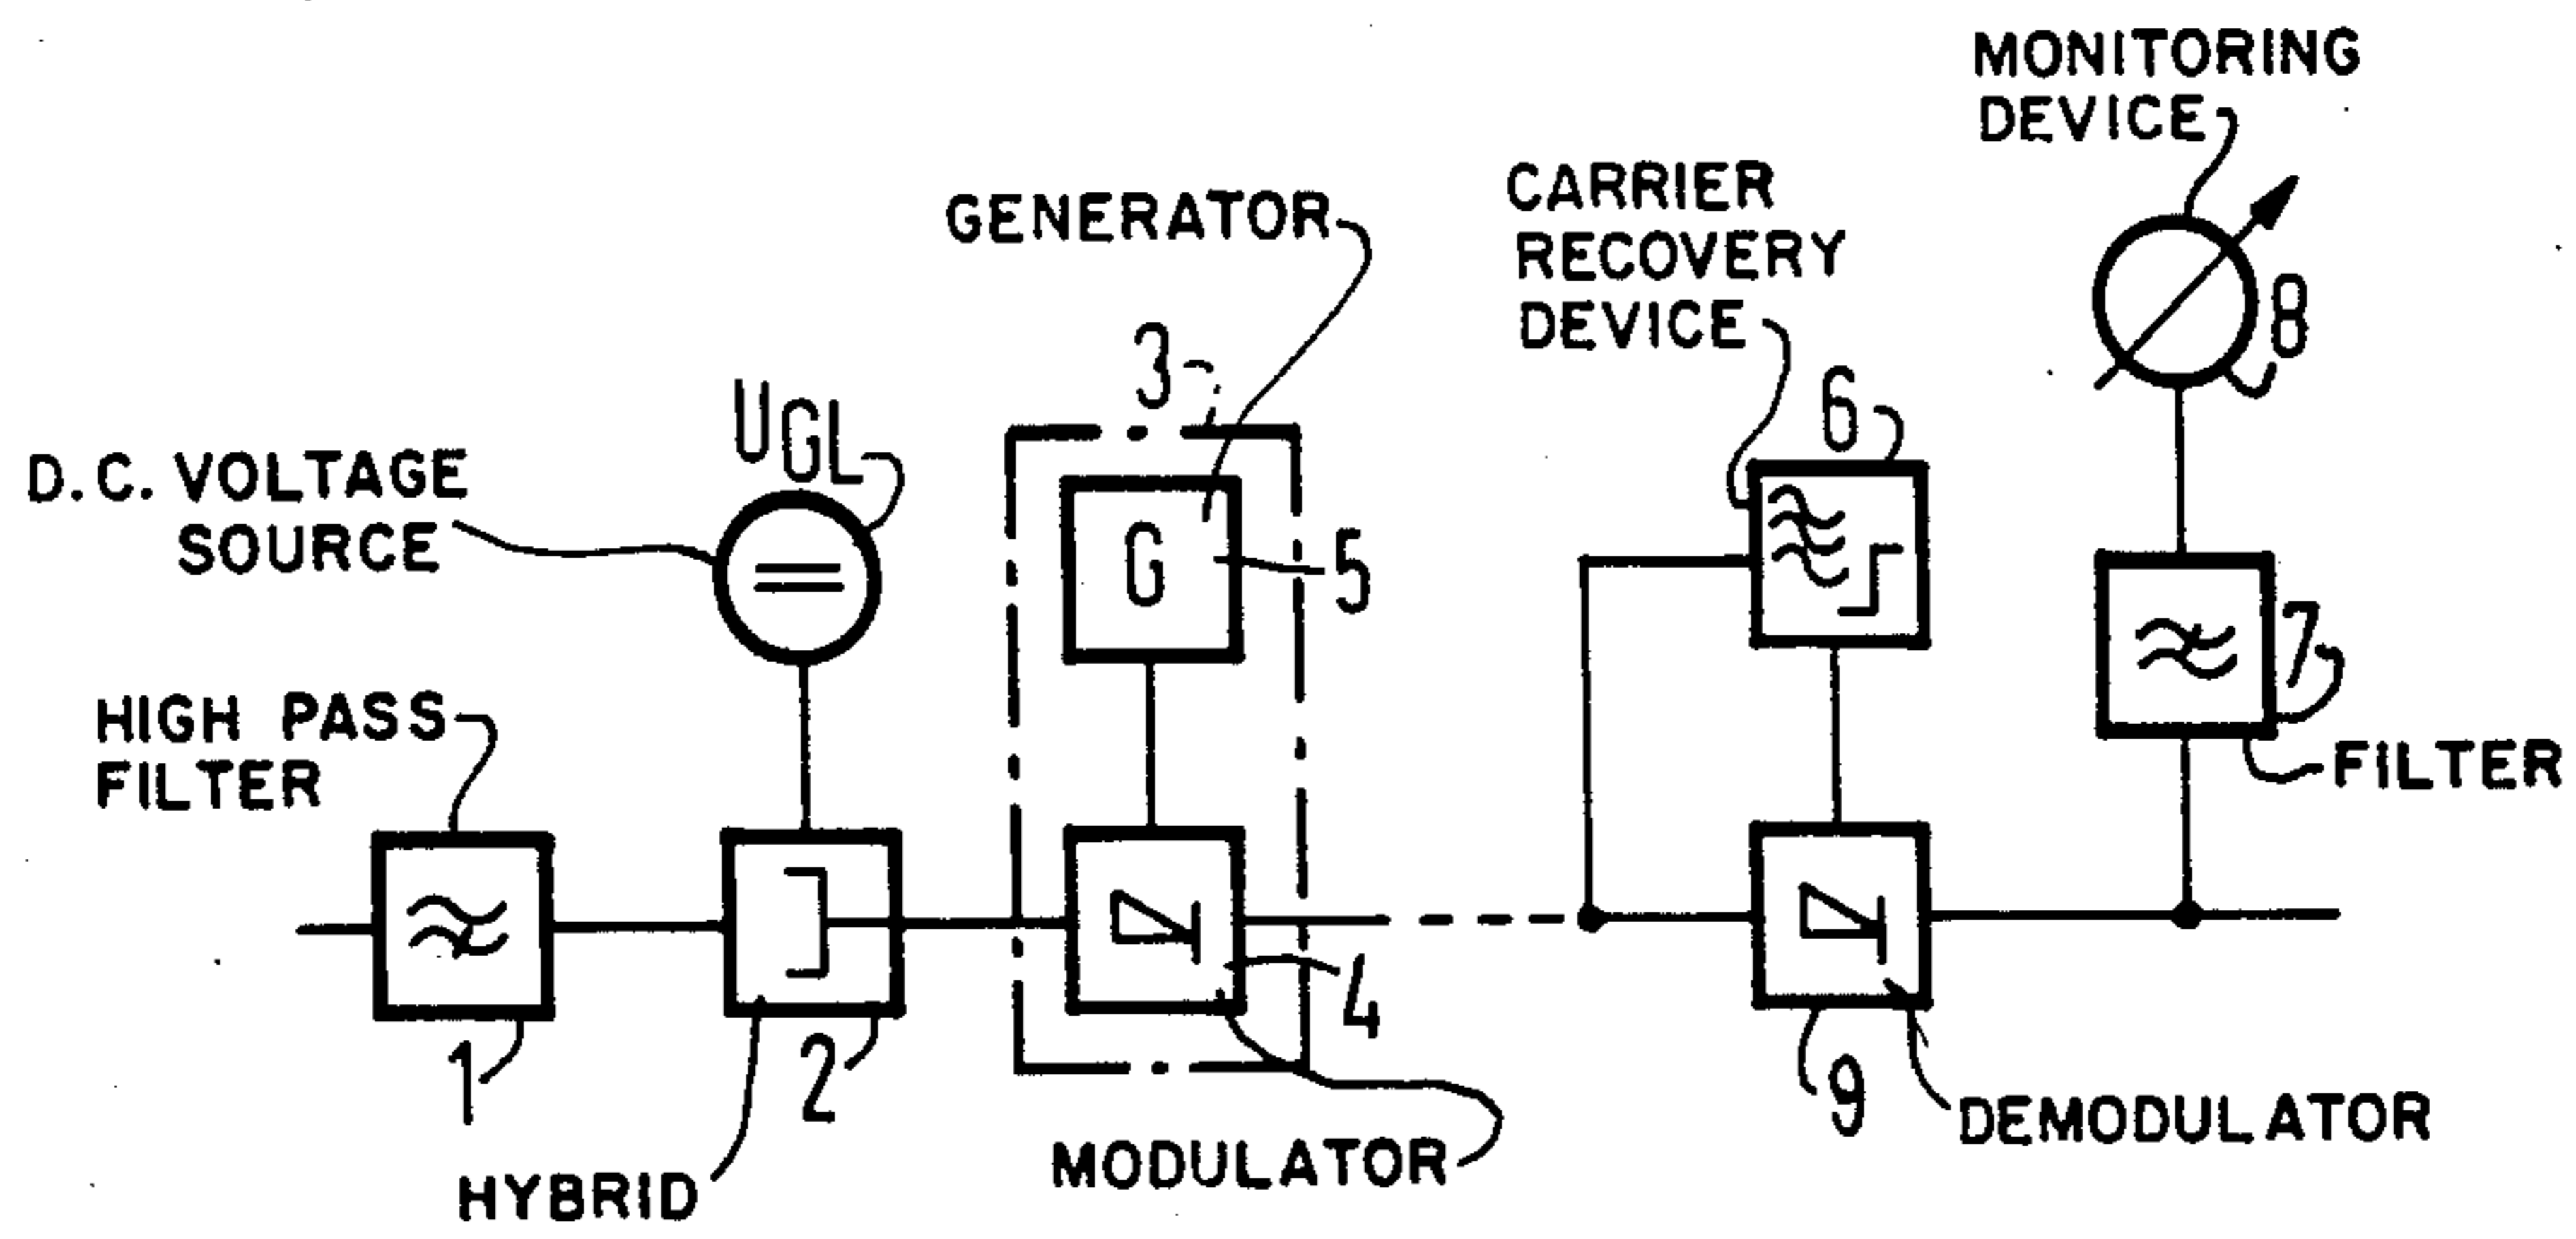 MONITORING
DEVICE
CARRIER
RECOVERY
DEVICE
GENERATOR
8
3
6
UGL
D.C. VOLTAGE
SOURCE
G
5
7
HIGH PASS
FILTER
FILTER
4
1
2
9
DEMODULATOR
MODULATOR
HYBRID